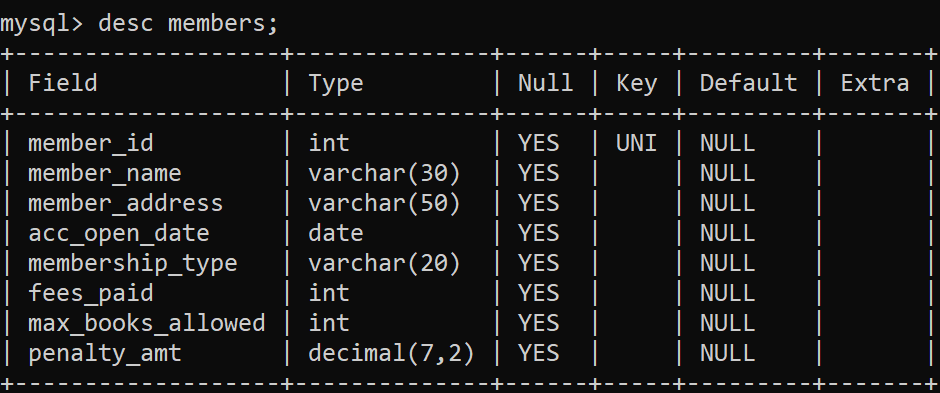 mysql> desc members;
+-------------------+--------------+------+-----+---------+-------+
| Field             | Type         | Null | Key | Default | Extra |
+-------------------+--------------+------+-----+---------+-------+
| member_id         | int          | YES  | UNI | NULL    |       |
| member_name       | varchar(30)  | YES  |     | NULL    |       |
| member_address    | varchar(50)  | YES  |     | NULL    |       |
| acc_open_date     | date         | YES  |     | NULL    |       |
| membership_type   | varchar(20)  | YES  |     | NULL    |       |
| fees_paid         | int          | YES  |     | NULL    |       |
| max_books_allowed | int          | YES  |     | NULL    |       |
| penalty_amt       | decimal(7,2) | YES  |     | NULL    |       |
+-------------------+--------------+------+-----+---------+-------+